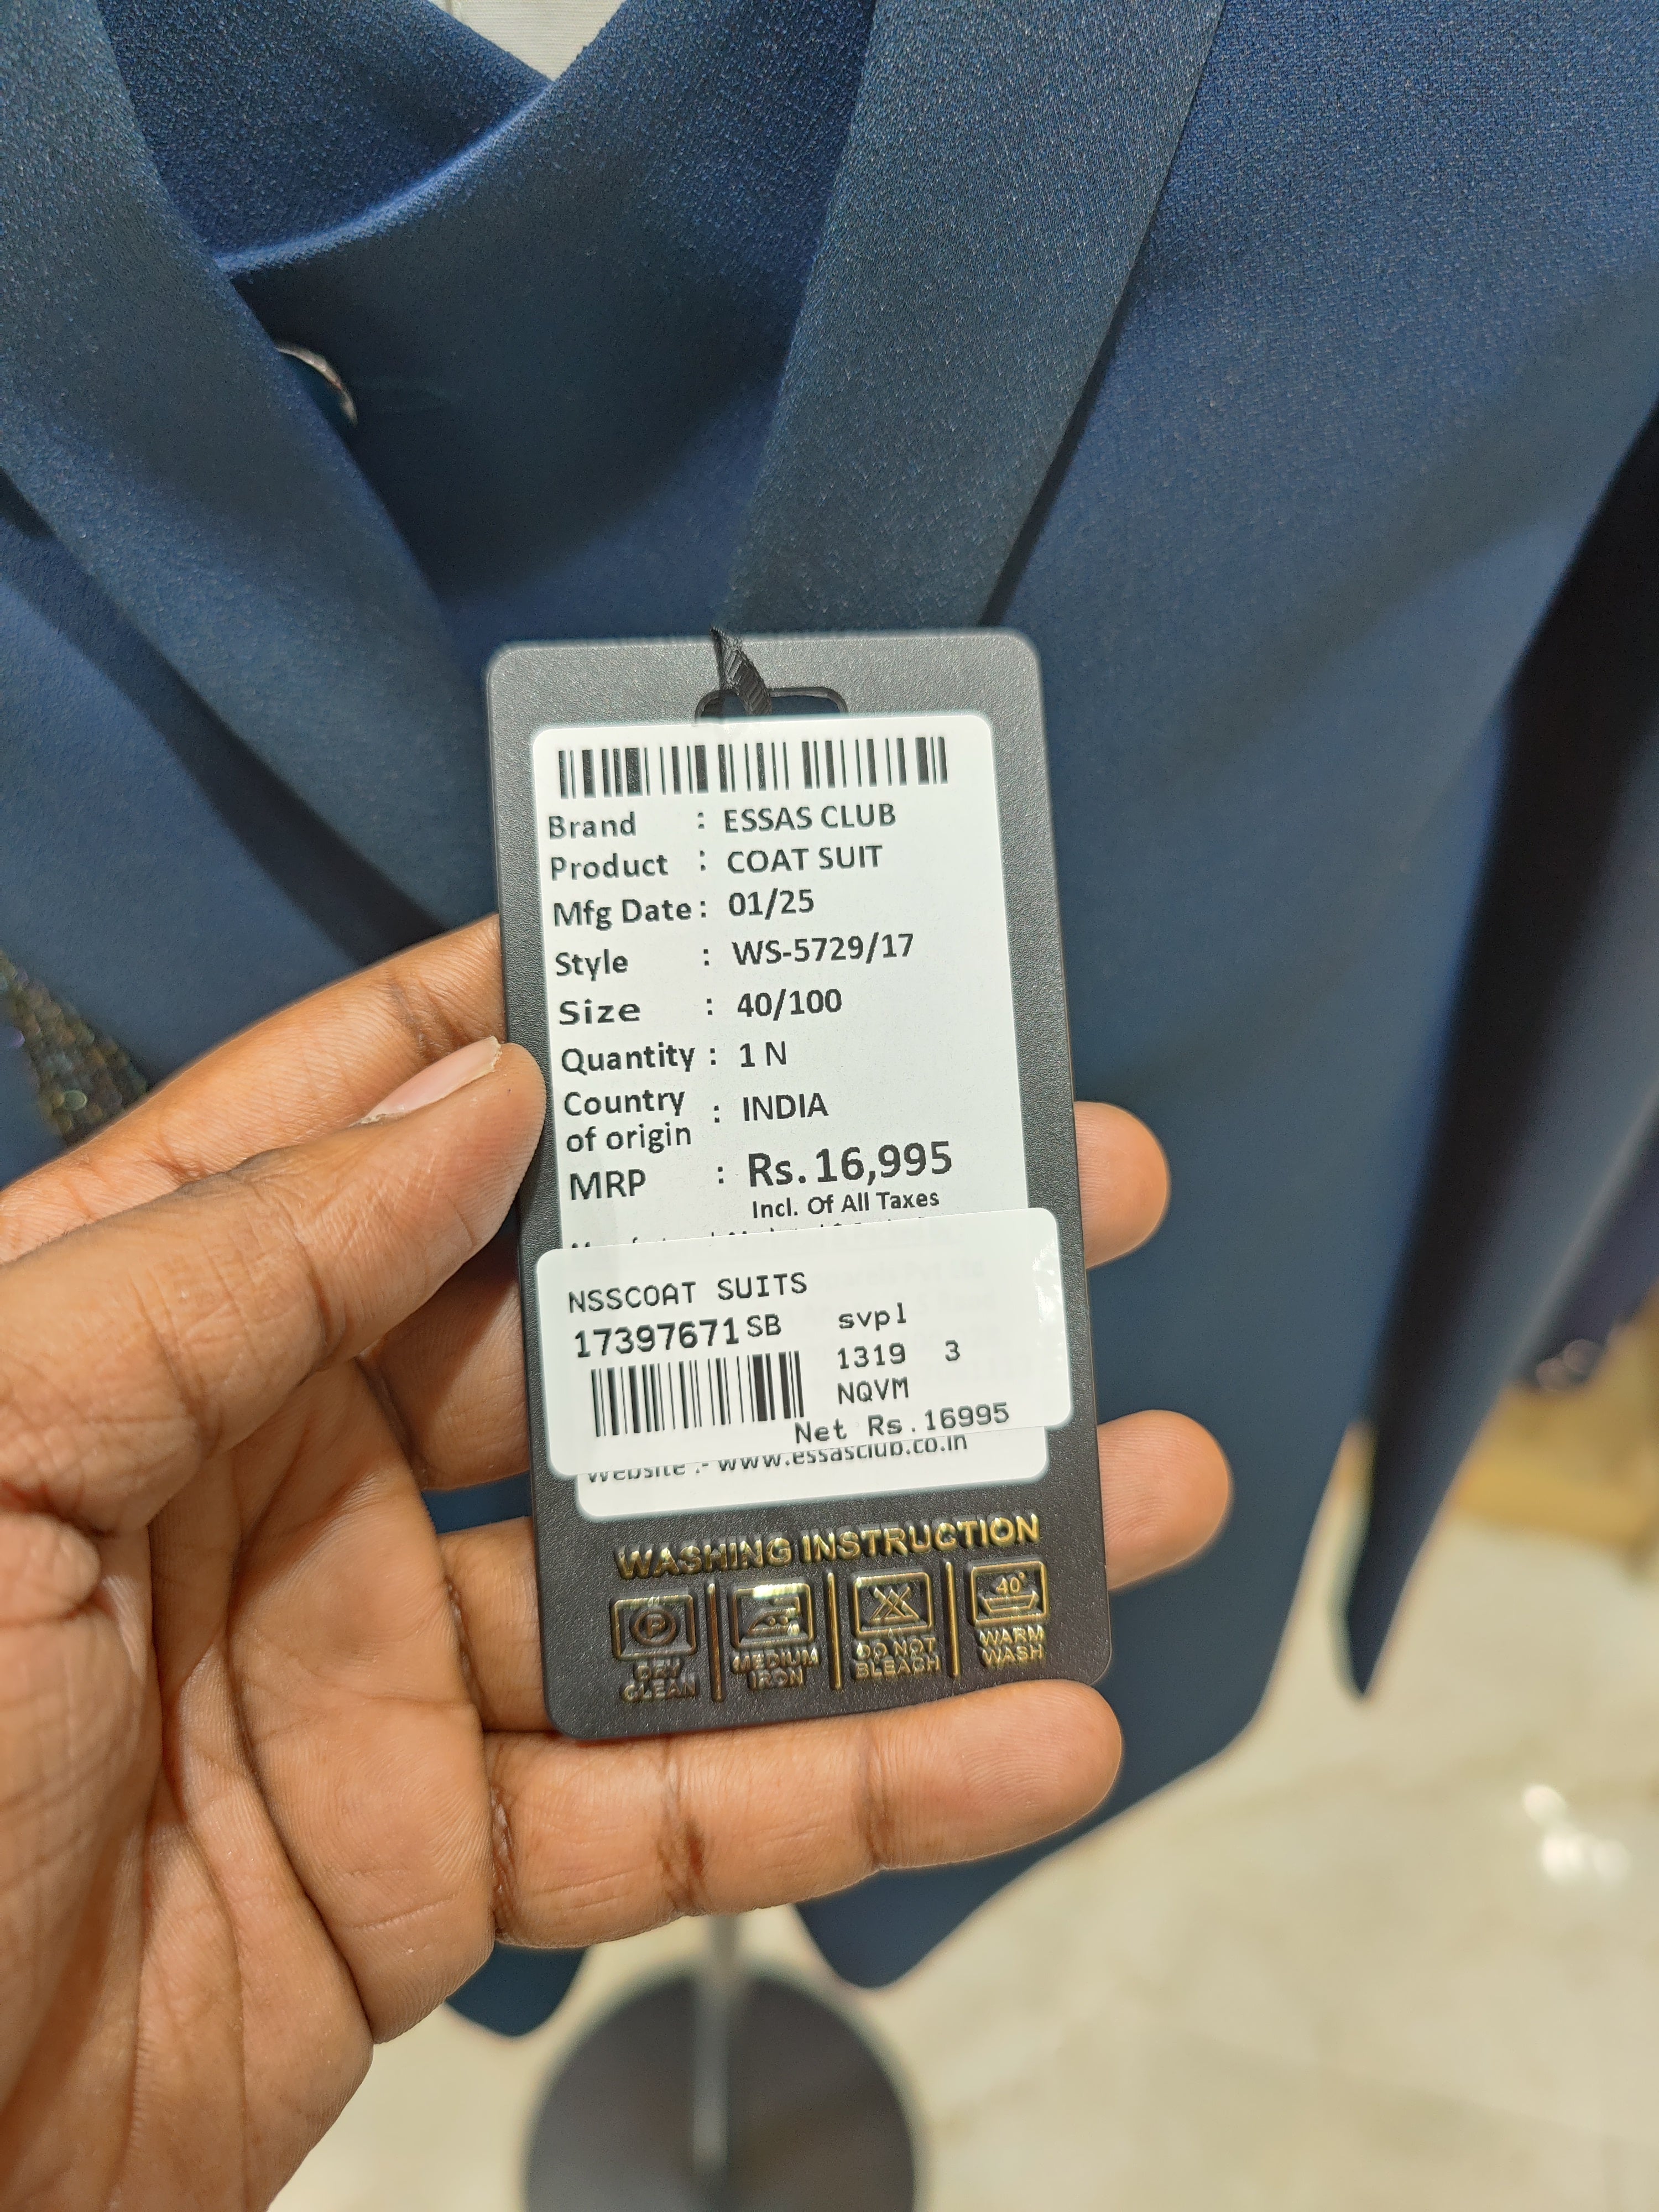 Brand : ESSAS CLUB
Product : COAT SUIT
Mfg Date : 01/25
Style : WS-5729/17
Size : 40/100
Quantity : 1 N
Country of origin : INDIA
MRP : Rs. 16,995
Incl. Of All Taxes
NSSCOAT SUITS
17397671 SB svpl
1319 3
NQVM
Net Rs.16995
Website :- www.essasclub.co.in
WASHING INSTRUCTION
P 40°
DRY CLEAN MEDIUM IRON DO NOT BLEACH WARM WASH